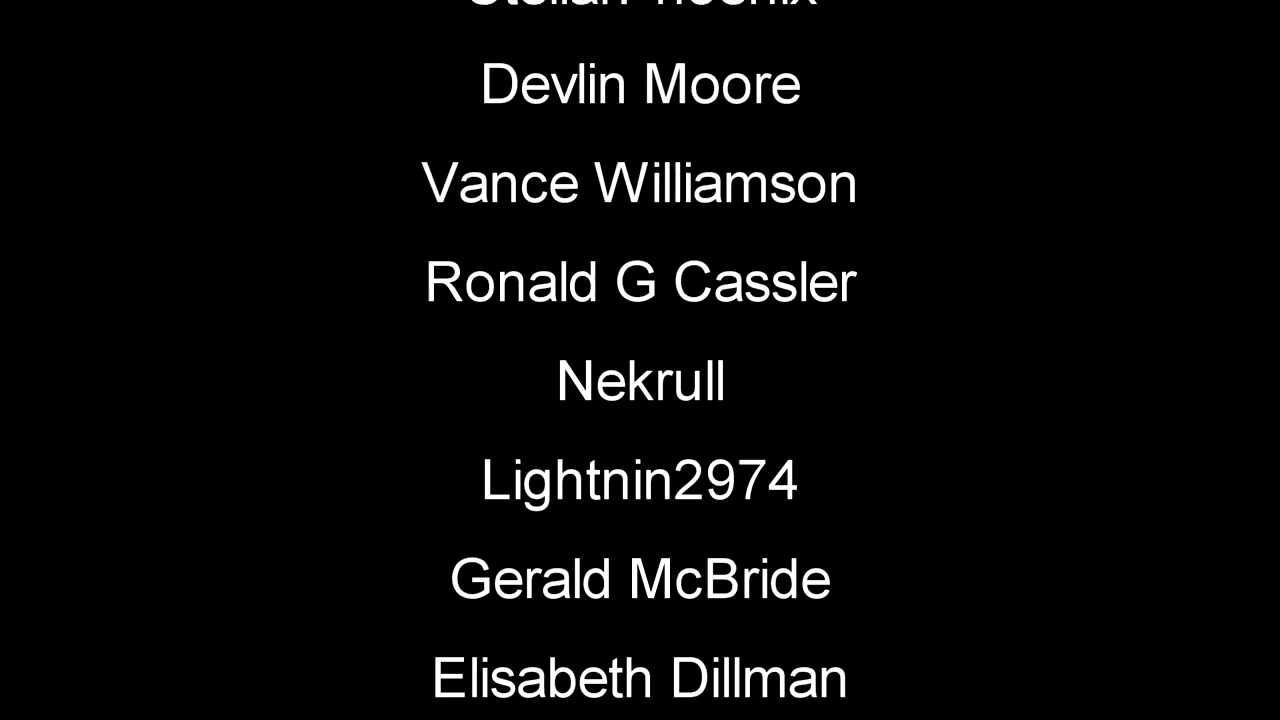 Devlin Moore
Vance Williamson
Ronald G Cassler
Nekrull
Lightnin2974
Gerald McBride
Elisabeth Dillman